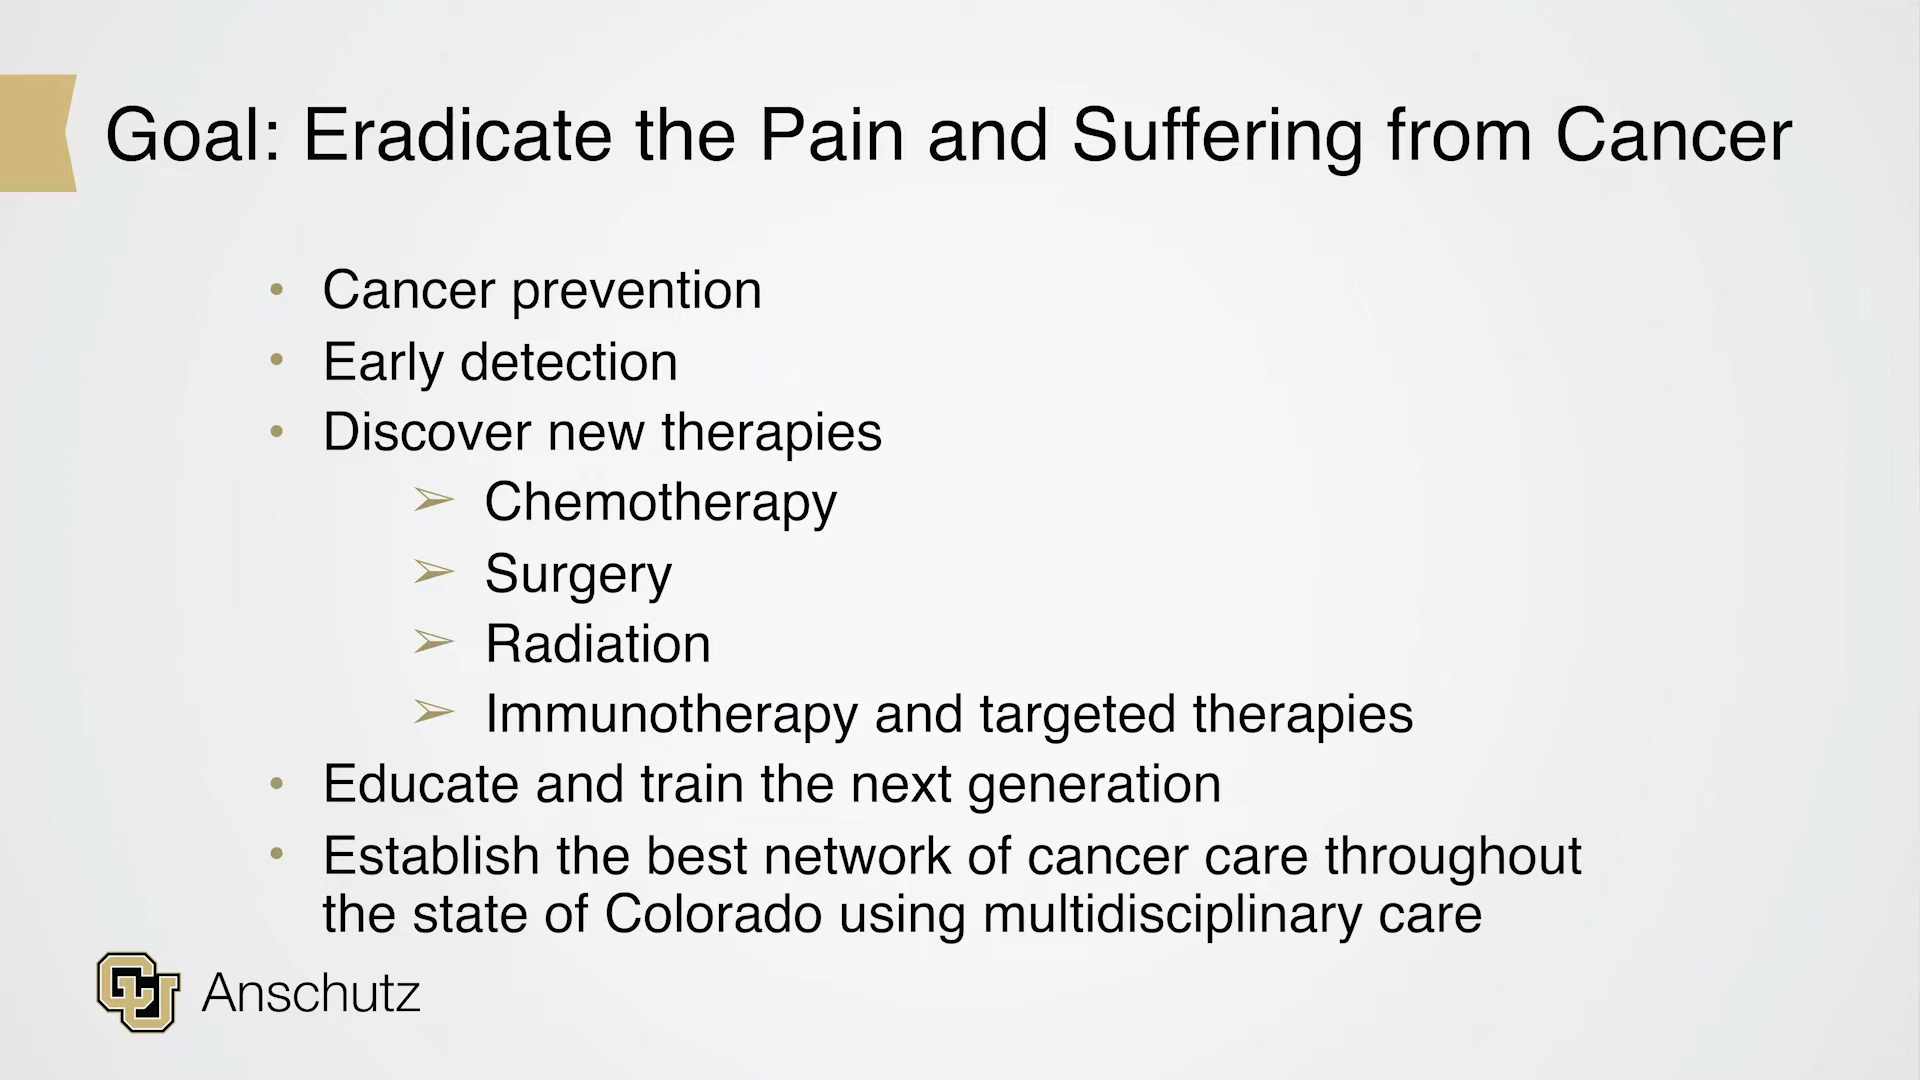 Goal: Eradicate the Pain and Suffering from Cancer
• Cancer prevention
• Early detection
• Discover new therapies
➢ Chemotherapy
➢ Surgery
➢ Radiation
➢ Immunotherapy and targeted therapies
• Educate and train the next generation
• Establish the best network of cancer care throughout
the state of Colorado using multidisciplinary care
CU Anschutz